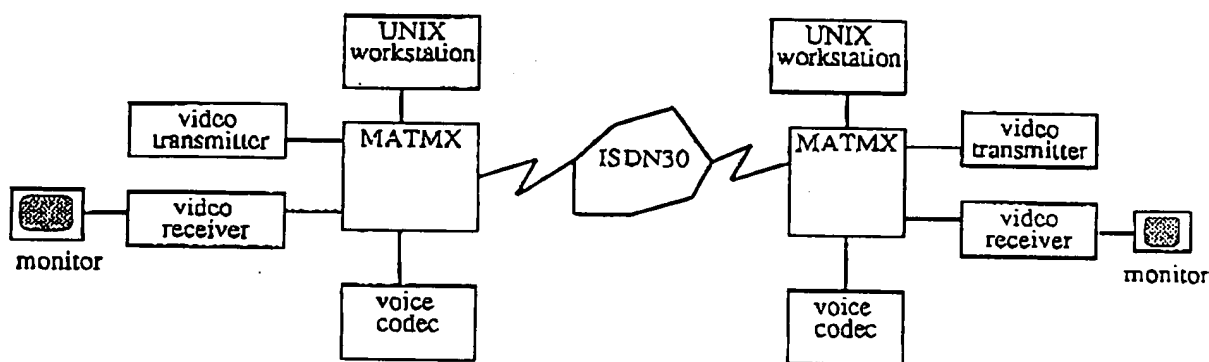 UNIX
workstation
UNIX
workstation
video
transmitter
MATMX
ISDN30
MATMX
video
transmitter
video
receiver
video
receiver
monitor
monitor
voice
codec
voice
codec